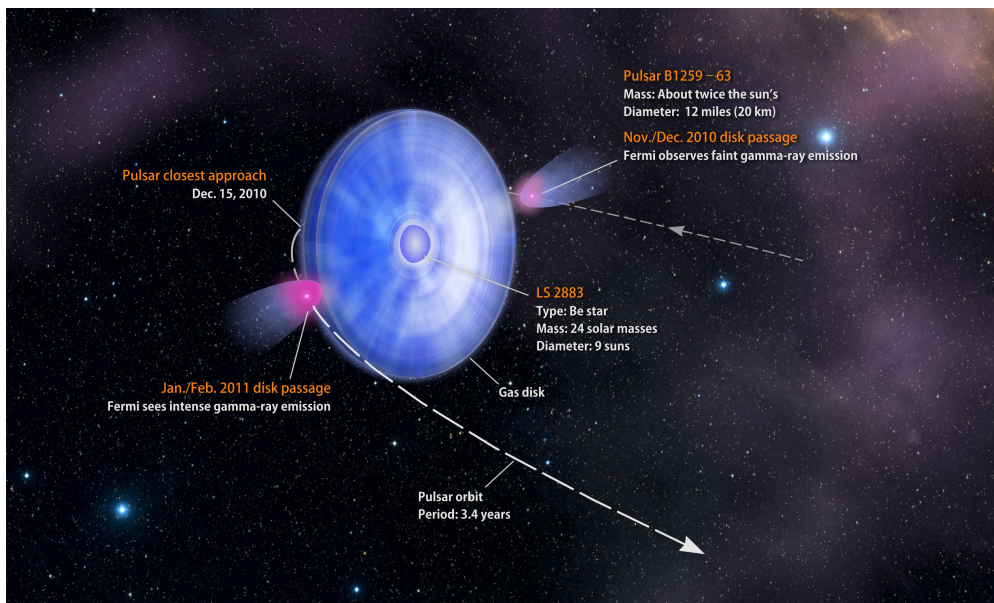 Pulsar B1259 – 63
Mass: About twice the sun's
Diameter: 12 miles (20 km)
Nov./Dec. 2010 disk passage
Fermi observes faint gamma-ray emission
Pulsar closest approach
Dec. 15, 2010
LS 2883
Type: Be star
Mass: 24 solar masses
Diameter: 9 suns
Jan./Feb. 2011 disk passage
Fermi sees intense gamma-ray emission
Gas disk
Pulsar orbit
Period: 3.4 years